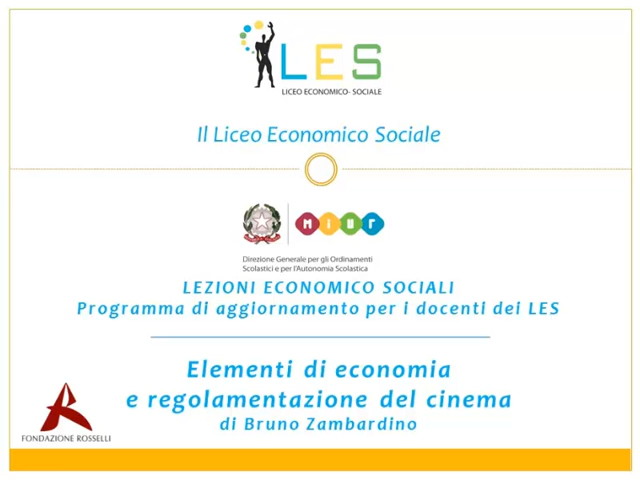 LES
LICEO ECONOMICO- SOCIALE
Il Liceo Economico Sociale
miur
Direzione Generale per gli Ordinamenti
Scolastici e per l'Autonomia Scolastica
LEZIONI ECONOMICO SOCIALI
Programma di aggiornamento per i docenti dei LES
Elementi di economia
e regolamentazione del cinema
di Bruno Zambardino
FONDAZIONE ROSSELLI